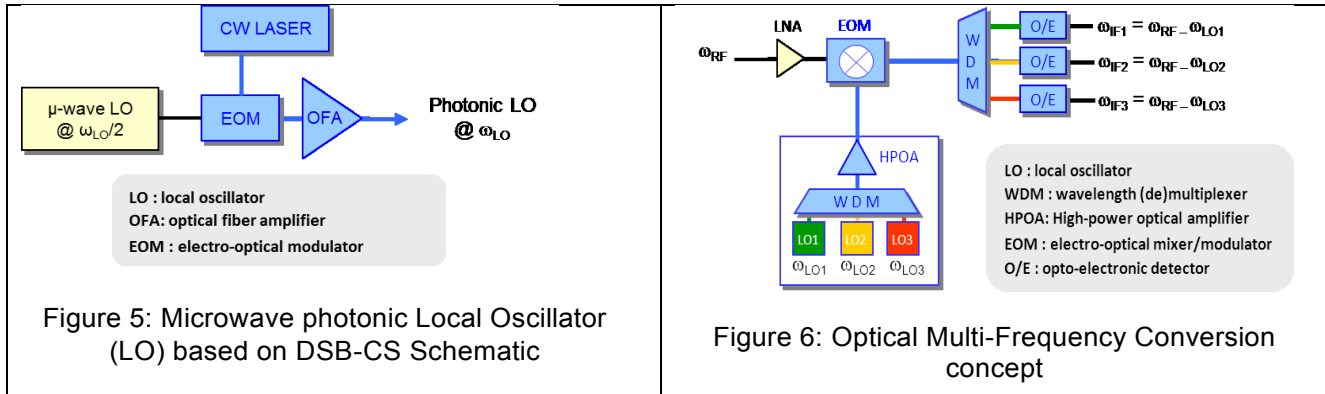 CW LASER
µ-wave LO
@ ωLO/2
EOM
OFA
Photonic LO
@ ωLO
LO : local oscillator
OFA: optical fiber amplifier
EOM : electro-optical modulator
Figure 5: Microwave photonic Local Oscillator
(LO) based on DSB-CS Schematic
LNA
EOM
ωRF
W
D
M
O/E
ωIF1 = ωRF – ωLO1
O/E
ωIF2 = ωRF – ωLO2
O/E
ωIF3 = ωRF – ωLO3
HPOA
W D M
LO1 LO2 LO3
ωLO1 ωLO2 ωLO3
LO : local oscillator
WDM : wavelength (de)multiplexer
HPOA: High-power optical amplifier
EOM : electro-optical mixer/modulator
O/E : opto-electronic detector
Figure 6: Optical Multi-Frequency Conversion
concept